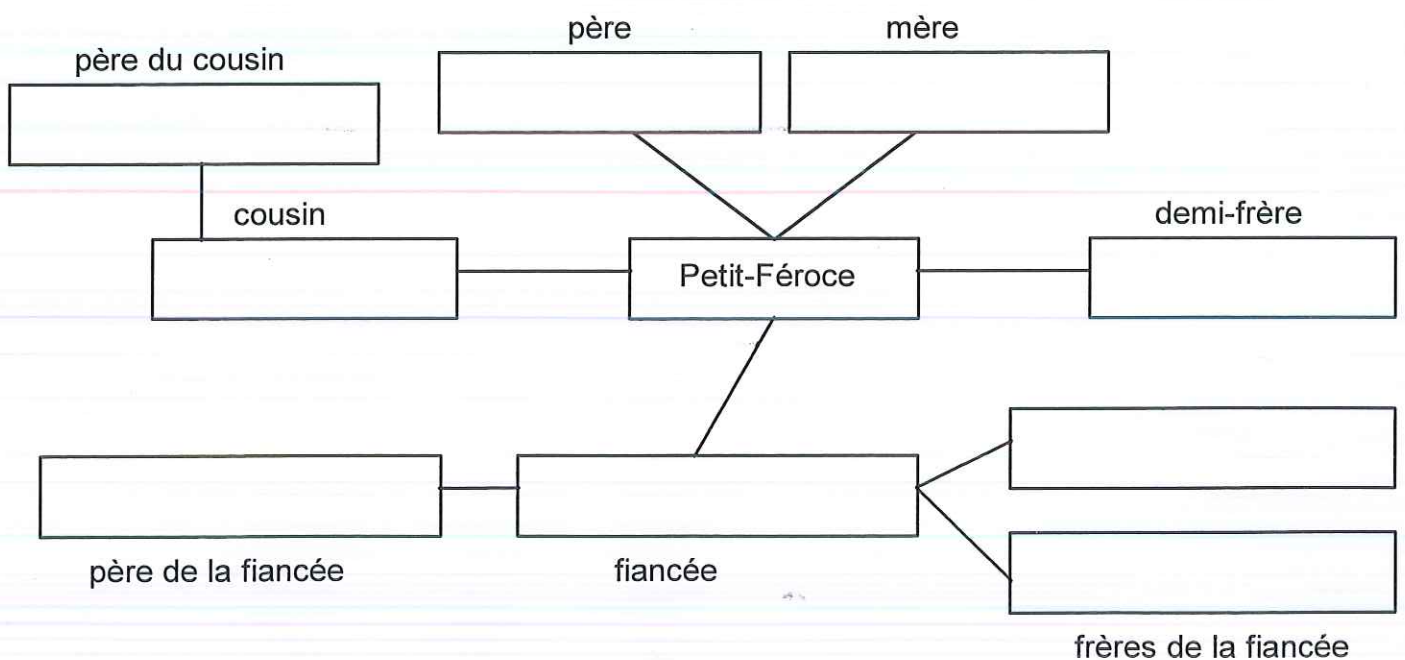 père
mère
père du cousin
cousin
demi-frère
Petit-Féroce
père de la fiancée
fiancée
frères de la fiancée